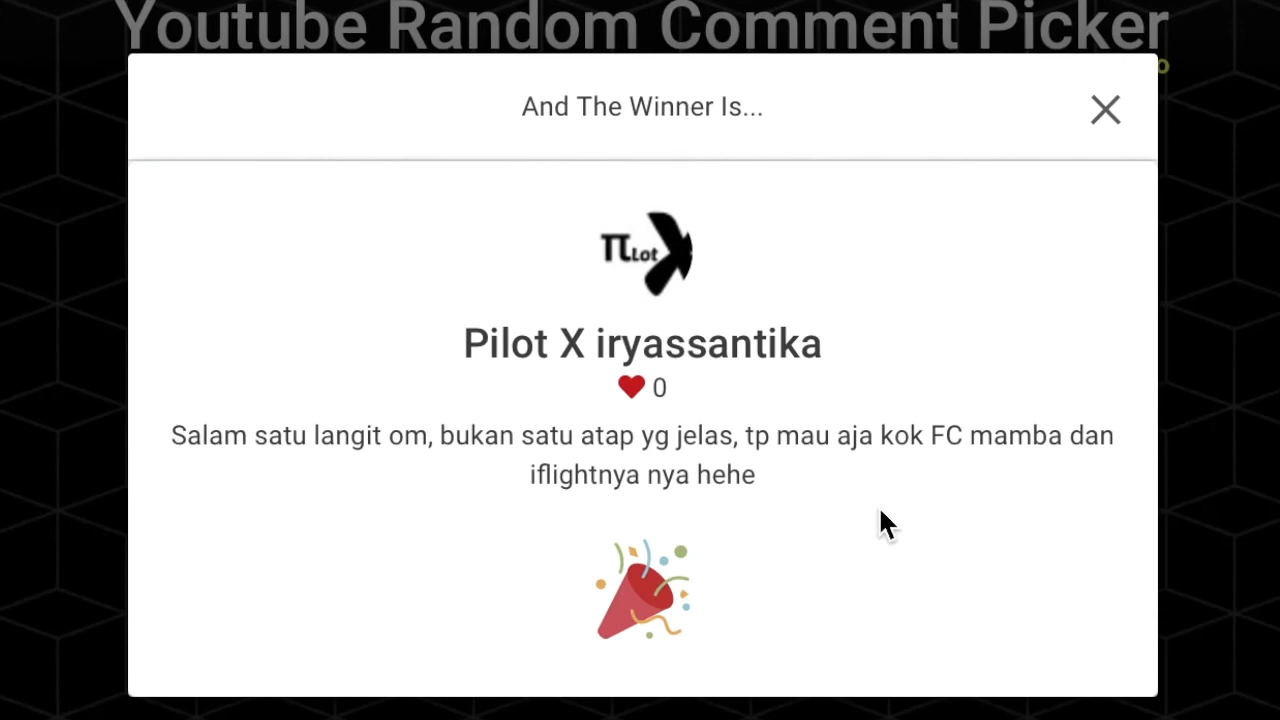 Youtube Random Comment Picker
o
And The Winner Is...
πLot
Pilot X iryassantika
0
Salam satu langit om, bukan satu atap yg jelas, tp mau aja kok FC mamba dan
iflightnya nya hehe